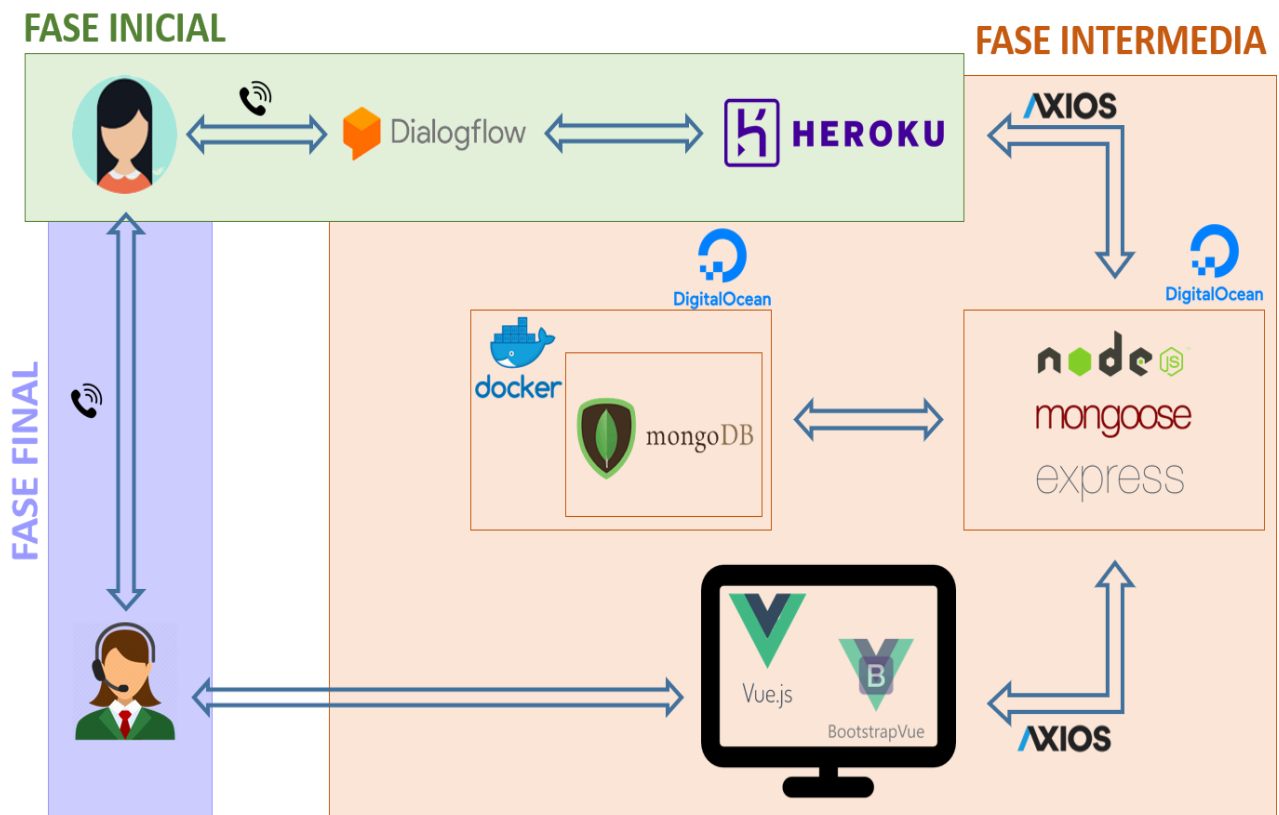 FASE INICIAL
FASE INTERMEDIA
Dialogflow
HEROKU
AXIOS
DigitalOcean
DigitalOcean
docker
mongoDB
node
JS
mongoose
express
FASE FINAL
Vue.js
B
BootstrapVue
AXIOS